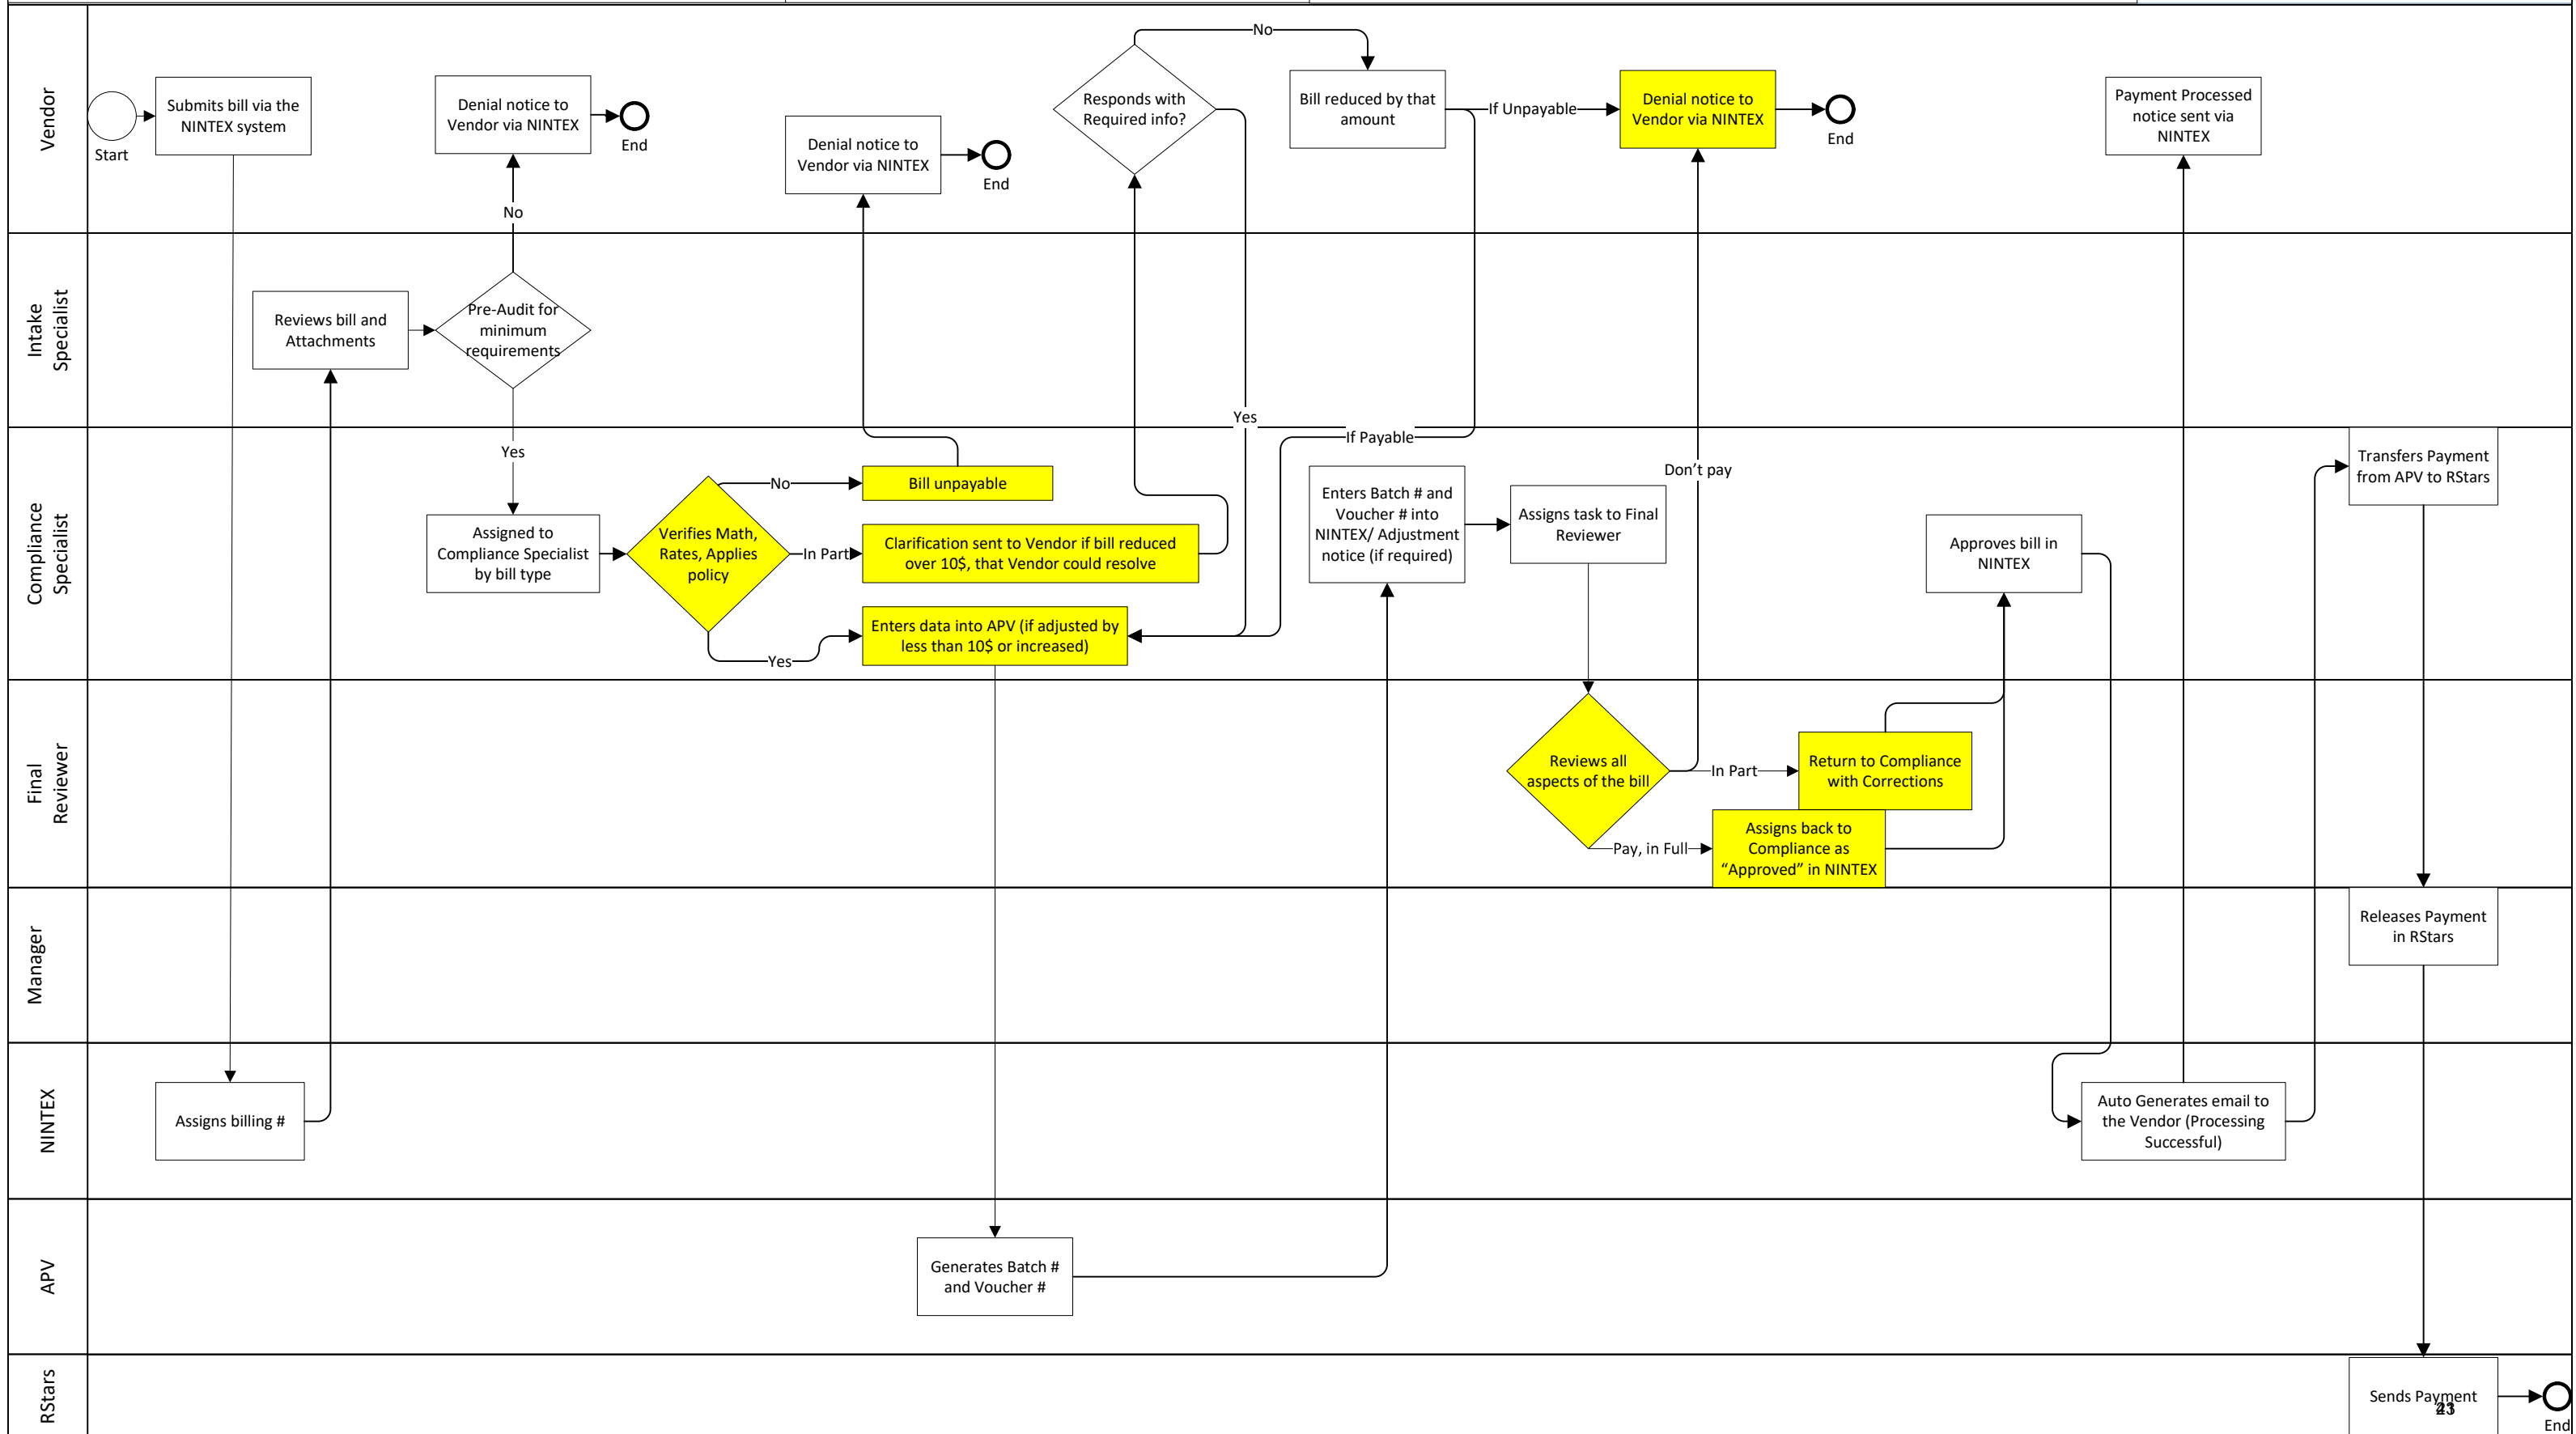 Vendor
Start
Submits bill via the
NINTEX system
Denial notice to
Vendor via NINTEX
End
No
Denial notice to
Vendor via NINTEX
End
Responds with
Required info?
No
Yes
Bill reduced by that
amount
If Unpayable
If Payable
Denial notice to
Vendor via NINTEX
End
Payment Processed
notice sent via
NINTEX
Intake
Specialist
Reviews bill and
Attachments
Pre-Audit for
minimum
requirements
Yes
Compliance
Specialist
Assigned to
Compliance Specialist
by bill type
Verifies Math,
Rates, Applies
policy
No
Bill unpayable
In Part
Clarification sent to Vendor if bill reduced
over 10$, that Vendor could resolve
Yes
Enters data into APV (if adjusted by
less than 10$ or increased)
Enters Batch # and
Voucher # into
NINTEX/ Adjustment
notice (if required)
Assigns task to Final
Reviewer
Don’t pay
Approves bill in
NINTEX
Transfers Payment
from APV to RStars
Final
Reviewer
Reviews all
aspects of the bill
In Part
Return to Compliance
with Corrections
Pay, in Full
Assigns back to
Compliance as
“Approved” in NINTEX
Manager
Releases Payment
in RStars
NINTEX
Assigns billing #
Auto Generates email to
the Vendor (Processing
Successful)
APV
Generates Batch #
and Voucher #
RStars
Sends Payment
End